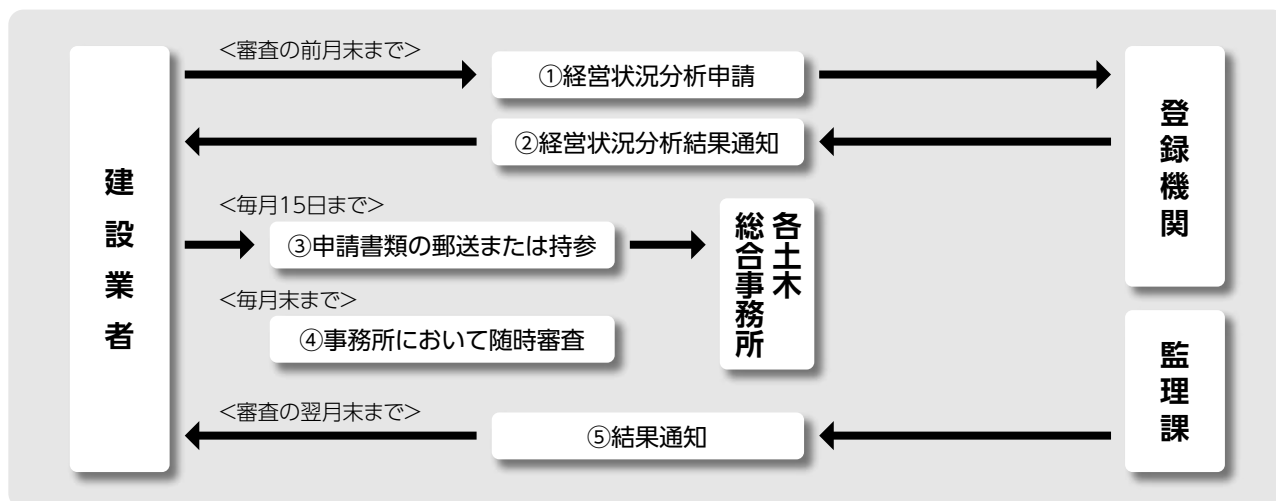 建設業者
<審査の前月末まで>
①経営状況分析申請
②経営状況分析結果通知
登録機関
<毎月15日まで>
③申請書類の郵送または持参
各土木
総合事務所
<毎月末まで>
④事務所において随時審査
<審査の翌月末まで>
⑤結果通知
監理課